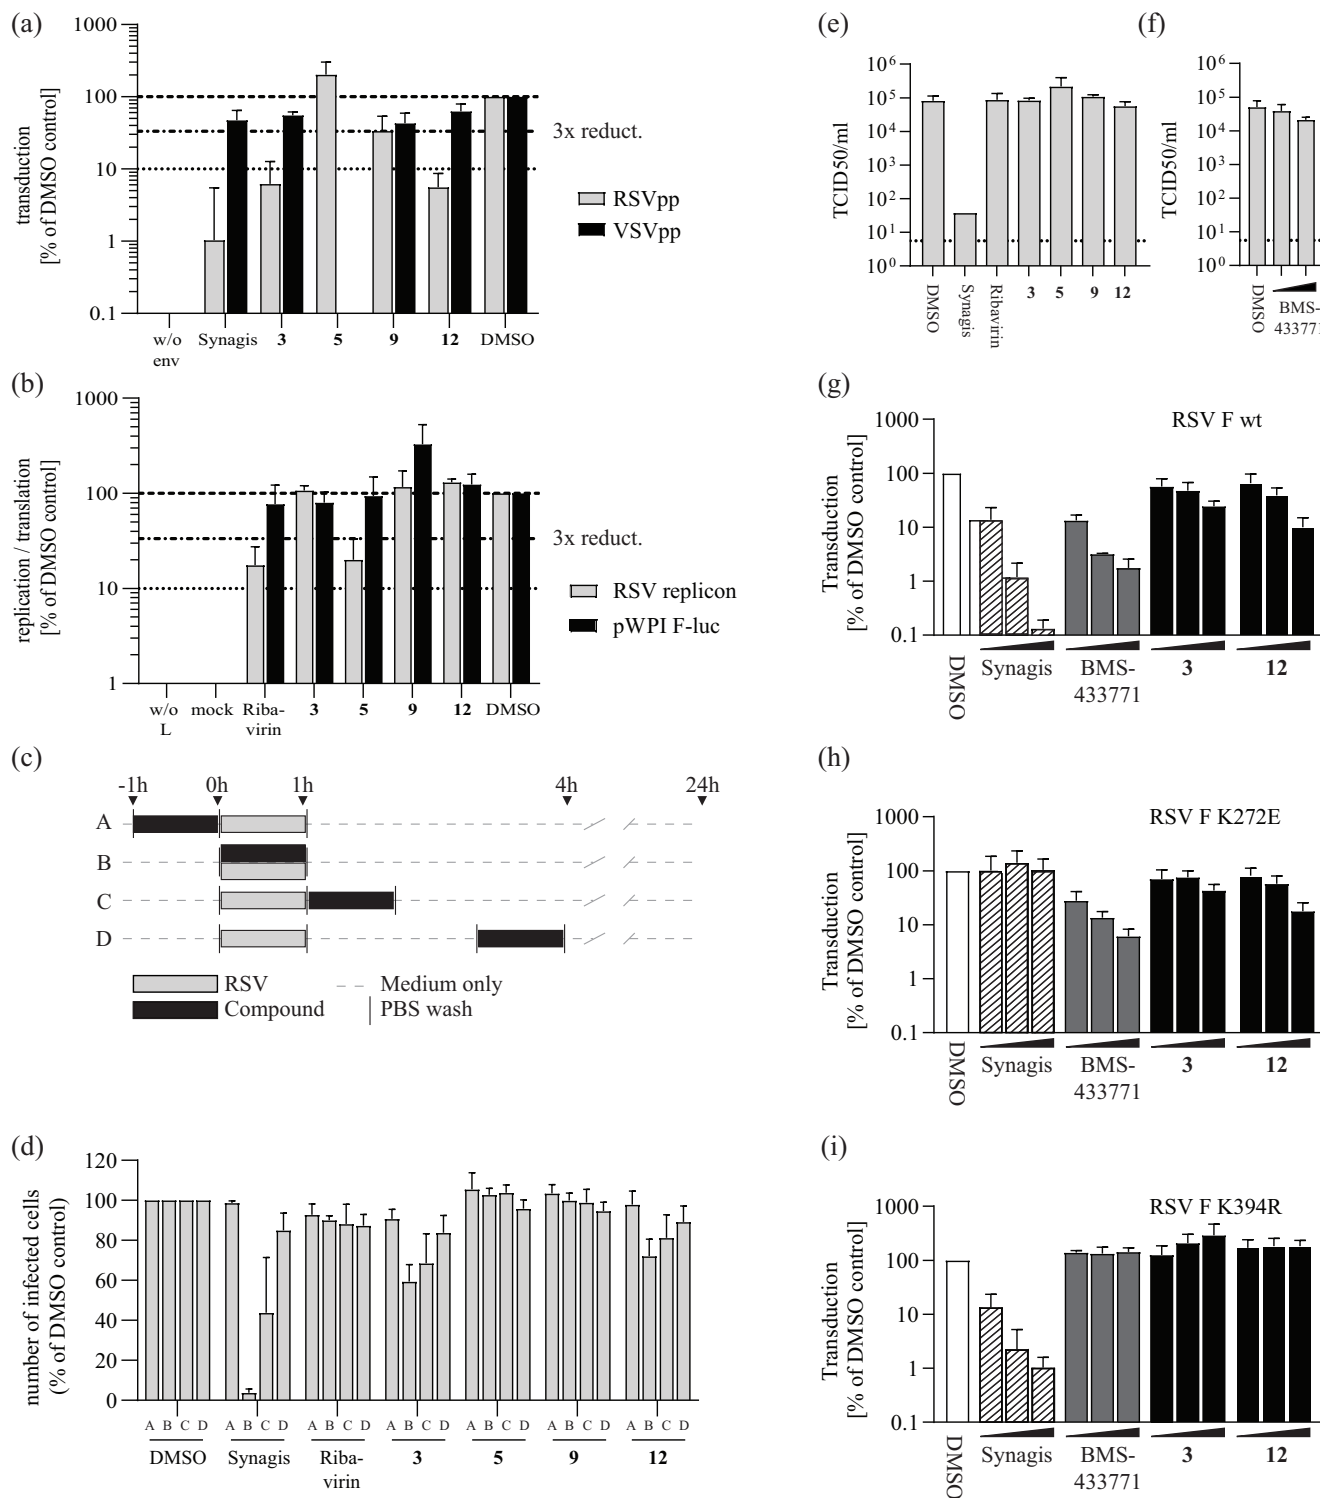 (a)
1000
100
10
1
0.1
transduction
[% of DMSO control]
3x reduct.
RSVpp
VSVpp
w/o env
Synagis
3
5
9
12
DMSO
(b)
1000
100
10
1
replication / translation
[% of DMSO control]
3x reduct.
RSV replicon
pWPI F-luc
w/o L
mock
Riba-
virin
3
5
9
12
DMSO
(c)
-1h 0h 1h 4h 24h
A
B
C
D
RSV
Medium only
Compound
PBS wash
(d)
120
100
80
60
40
20
0
number of infected cells
(% of DMSO control)
A B C D A B C D A B C D A B C D A B C D A B C D A B C D
DMSO
Synagis
Riba-
virin
3
5
9
12
(e)
10⁶
10⁵
10⁴
10³
10²
10¹
10⁰
TCID50/ml
DMSO
Synagis
Ribavirin
3
5
9
12
(f)
10⁶
10⁵
10⁴
10³
10²
10¹
10⁰
TCID50/ml
DMSO
BMS-
433771
(g)
RSV F wt
1000
100
10
1
0.1
Transduction
[% of DMSO control]
DMSO
Synagis
BMS-
433771
3
12
(h)
RSV F K272E
1000
100
10
1
0.1
Transduction
[% of DMSO control]
DMSO
Synagis
BMS-
433771
3
12
(i)
RSV F K394R
1000
100
10
1
0.1
Transduction
[% of DMSO control]
DMSO
Synagis
BMS-
433771
3
12